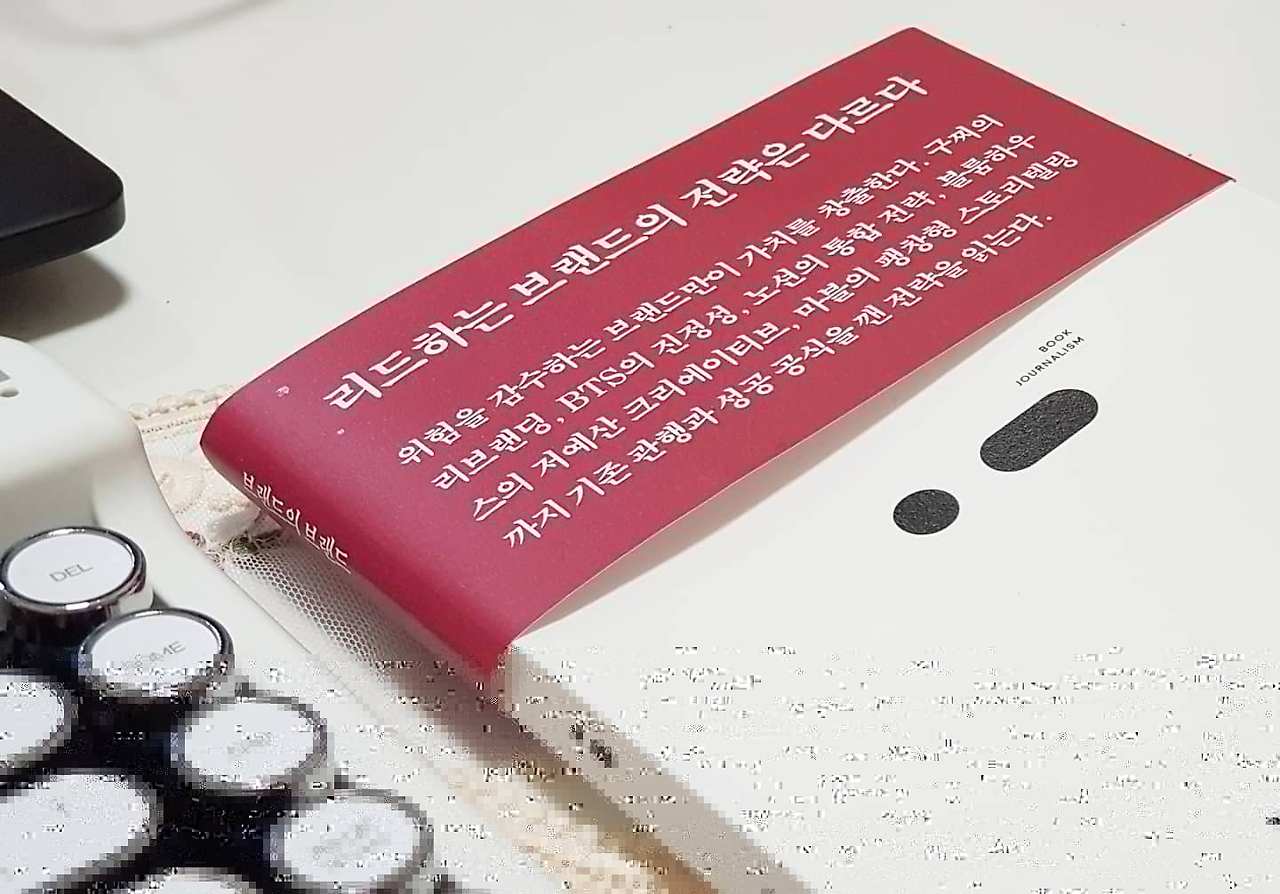 리드하는 브랜드의 전략은 다르다
위험을 감수하는 브랜드만이 가치를 창출한다. 구찌의
리브랜딩, BTS의 진정성, 노션의 통합 전략, 블룸하우
스의 저예산 크리에이티브, 마블의 팽창형 스토리텔링
까지 기존 관행과 성공 공식을 깬 전략을 읽는다.
브랜드의 브랜드
BOOK
JOURNALISM
DEL